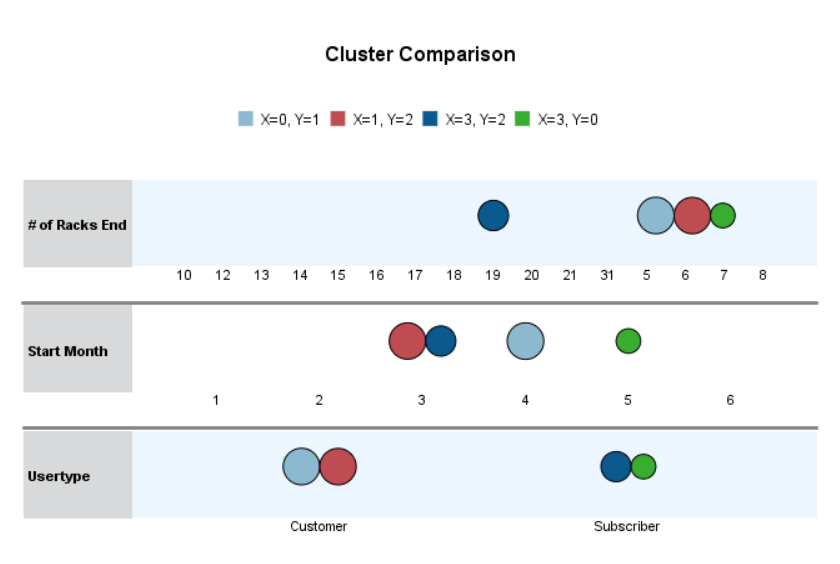 Cluster Comparison
X=0, Y=1 X=1, Y=2 X=3, Y=2 X=3, Y=0
# of Racks End
10 12 13 14 15 16 17 18 19 20 21 31 5 6 7 8
Start Month
1 2 3 4 5 6
Usertype
Customer Subscriber